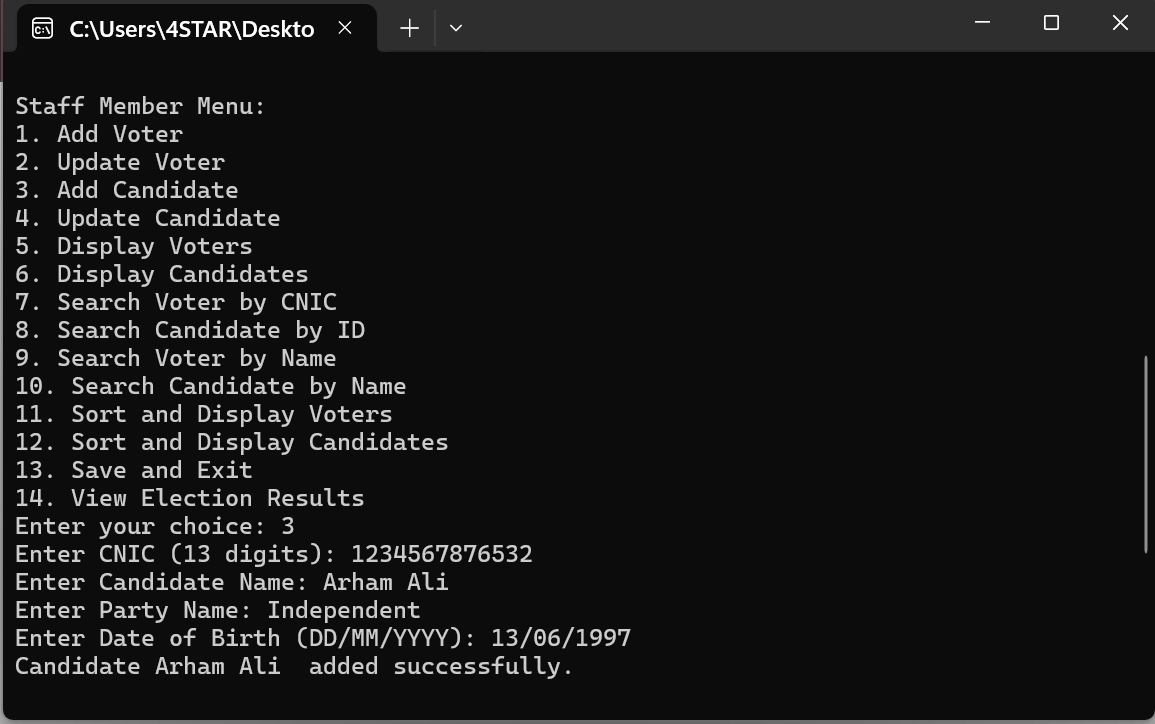 C:\Users\4STAR\Deskto
Staff Member Menu:
1. Add Voter
2. Update Voter
3. Add Candidate
4. Update Candidate
5. Display Voters
6. Display Candidates
7. Search Voter by CNIC
8. Search Candidate by ID
9. Search Voter by Name
10. Search Candidate by Name
11. Sort and Display Voters
12. Sort and Display Candidates
13. Save and Exit
14. View Election Results
Enter your choice: 3
Enter CNIC (13 digits): 1234567876532
Enter Candidate Name: Arham Ali
Enter Party Name: Independent
Enter Date of Birth (DD/MM/YYYY): 13/06/1997
Candidate Arham Ali  added successfully.